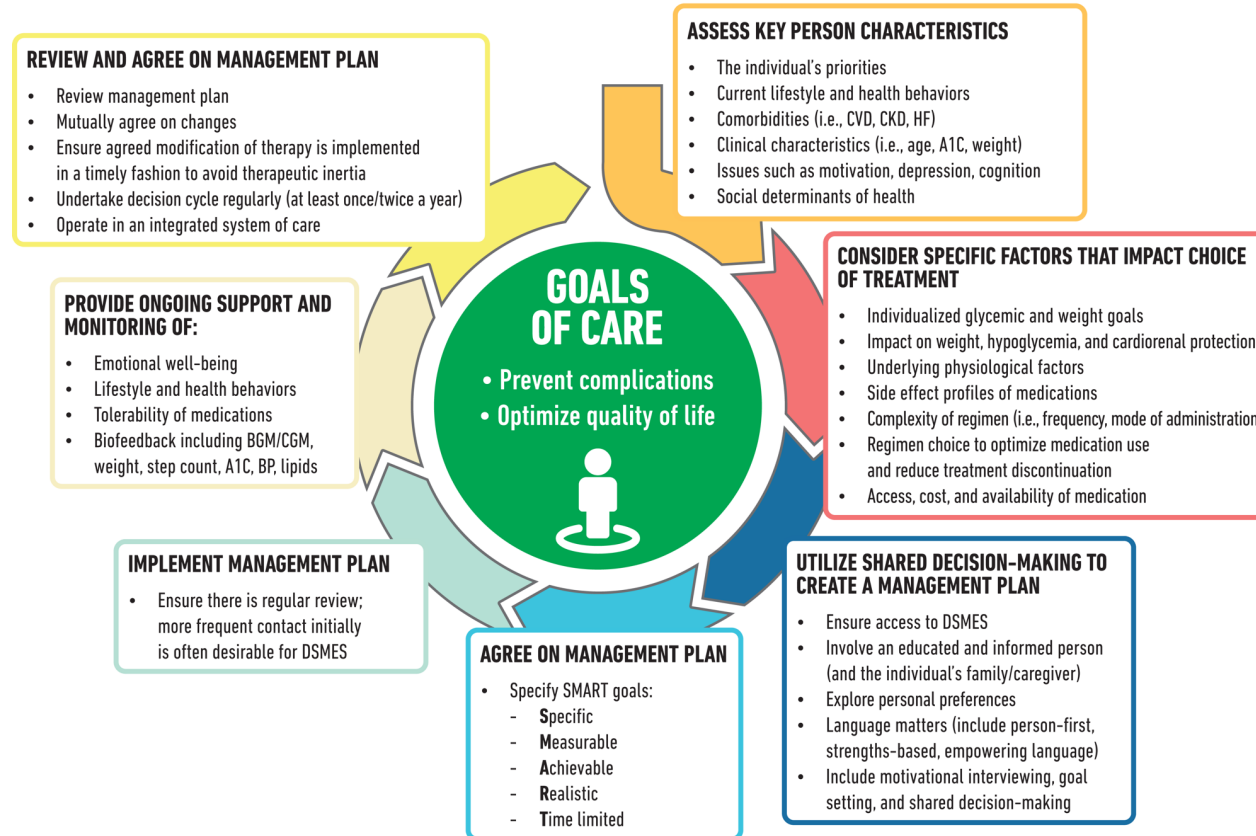 ASSESS KEY PERSON CHARACTERISTICS
• The individual's priorities
• Current lifestyle and health behaviors
• Comorbidities (i.e., CVD, CKD, HF)
• Clinical characteristics (i.e., age, A1C, weight)
• Issues such as motivation, depression, cognition
• Social determinants of health
CONSIDER SPECIFIC FACTORS THAT IMPACT CHOICE
OF TREATMENT
• Individualized glycemic and weight goals
• Impact on weight, hypoglycemia, and cardiorenal protection
• Underlying physiological factors
• Side effect profiles of medications
• Complexity of regimen (i.e., frequency, mode of administration
• Regimen choice to optimize medication use
and reduce treatment discontinuation
• Access, cost, and availability of medication
UTILIZE SHARED DECISION-MAKING TO
CREATE A MANAGEMENT PLAN
• Ensure access to DSMES
• Involve an educated and informed person
(and the individual's family/caregiver)
• Explore personal preferences
• Language matters (include person-first,
strengths-based, empowering language)
• Include motivational interviewing, goal
setting, and shared decision-making
AGREE ON MANAGEMENT PLAN
• Specify SMART goals:
- Specific
- Measurable
- Achievable
- Realistic
- Time limited
IMPLEMENT MANAGEMENT PLAN
• Ensure there is regular review;
more frequent contact initially
is often desirable for DSMES
PROVIDE ONGOING SUPPORT AND
MONITORING OF:
• Emotional well-being
• Lifestyle and health behaviors
• Tolerability of medications
• Biofeedback including BGM/CGM,
weight, step count, A1C, BP, lipids
REVIEW AND AGREE ON MANAGEMENT PLAN
• Review management plan
• Mutually agree on changes
• Ensure agreed modification of therapy is implemented
in a timely fashion to avoid therapeutic inertia
• Undertake decision cycle regularly (at least once/twice a year)
• Operate in an integrated system of care
GOALS
OF CARE
• Prevent complications
• Optimize quality of life